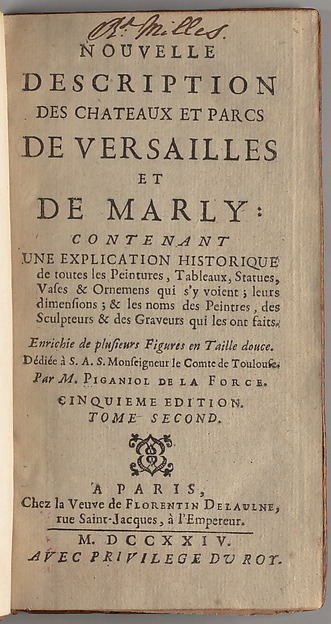 Rd. Milles.
NOUVELLE
DESCRIPTION
DES CHATEAUX ET PARCS
DE VERSAILLES
ET
DE MARLY:
CONTENANT
UNE EXPLICATION HISTORIQUE
de toutes les Peintures, Tableaux, Statues,
Vases & Ornemens qui s'y voient; leurs
dimensions; & les noms des Peintres, des
Sculpteurs & des Graveurs qui les ont faits.
Enrichie de plusieurs Figures en Taille douce.
Dédiée à S. A. S. Monseigneur le Comte de Toulouse.
Par M. PIGANIOL DE LA FORCE.
CINQUIEME EDITION.
TOME SECOND.
A PARIS,
Chez la Veuve de FLORENTIN DELAULNE,
rue Saint-Jacques, à l'Empereur.
M. DCCXXIV.
AVEC PRIVILEGE DU ROY.